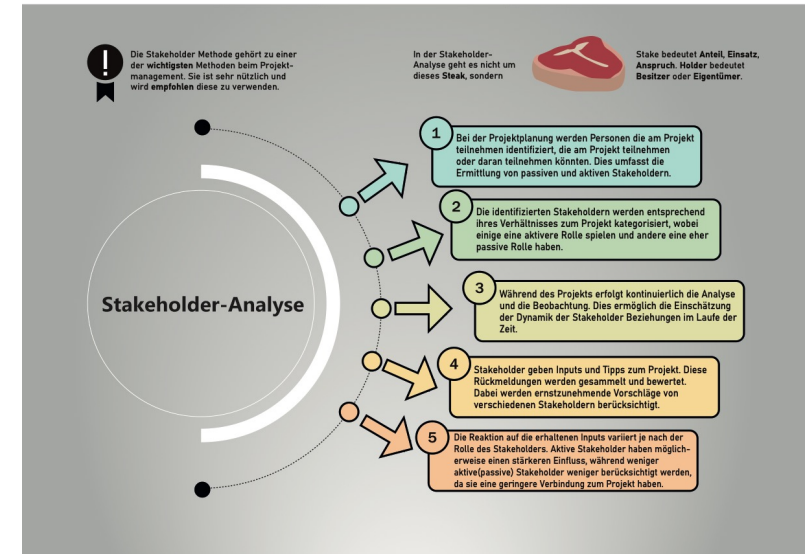 Die Stakeholder Methode gehört zu einer
der wichtigsten Methoden beim Projekt-
management. Sie ist sehr nützlich und
wird empfohlen diese zu verwenden.
In der Stakeholder-
Analyse geht es nicht um
dieses Steak, sondern
Stake bedeutet Anteil, Einsatz,
Anspruch. Holder bedeutet
Besitzer oder Eigentümer.
Stakeholder-Analyse
1
Bei der Projektplanung werden Personen die am Projekt
teilnehmen identifiziert, die am Projekt teilnehmen
oder daran teilnehmen könnten. Dies umfasst die
Ermittlung von passiven und aktiven Stakeholdern.
2
Die identifizierten Stakeholdern werden entsprechend
ihres Verhältnisses zum Projekt kategorisiert, wobei
einige eine aktivere Rolle spielen und andere eine eher
passive Rolle haben.
3
Während des Projekts erfolgt kontinuierlich die Analyse
und die Beobachtung. Dies ermöglich die Einschätzung
der Dynamik der Stakeholder Beziehungen im Laufe der
Zeit.
4
Stakeholder geben Inputs und Tipps zum Projekt. Diese
Rückmeldungen werden gesammelt und bewertet.
Dabei werden ernstzunehmende Vorschläge von
verschiedenen Stakeholdern berücksichtigt.
5
Die Reaktion auf die erhaltenen Inputs variiert je nach der
Rolle des Stakeholders. Aktive Stakeholder haben möglich-
erweise einen stärkeren Einfluss, während weniger
aktive(passive) Stakeholder weniger berücksichtigt werden,
da sie eine geringere Verbindung zum Projekt haben.